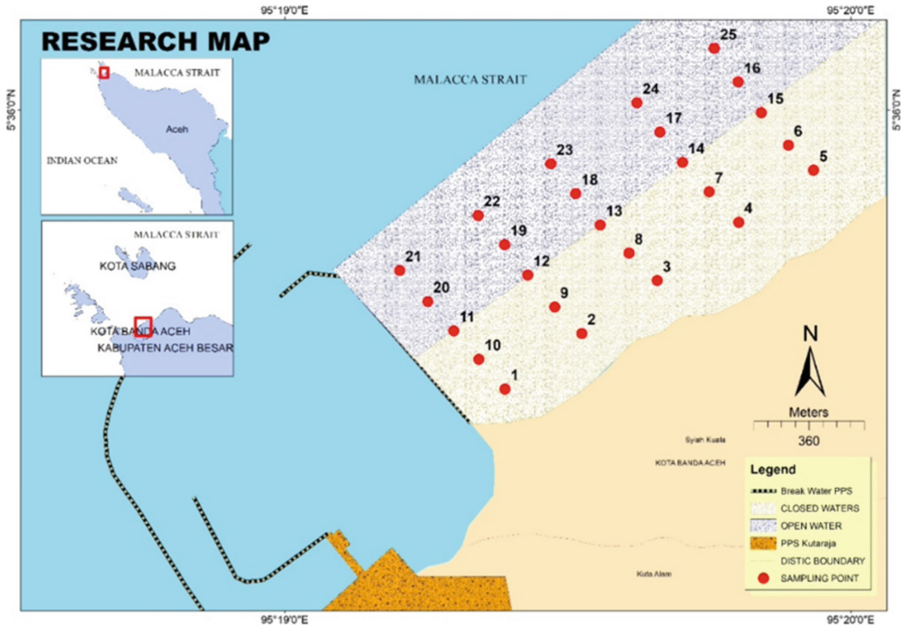 95°19'0"E
95°20'0"E
RESEARCH MAP
MALACCA STRAIT
Aceh
INDIAN OCEAN
MALACCA STRAIT
KOTA SABANG
KOTA BANDA ACEH
KABUPATEN ACEH BESAR
MALACCA STRAIT
5°36'0"N
5°36'0"N
25
16
24
15
17
6
23
14
5
18
7
22
13
4
19
8
21
12
3
20
9
11
2
10
1
N
Meters
360
Syiah Kuala
KOTA BANDA ACEH
Kuta Alam
Legend
Break Water PPS
CLOSED WATERS
OPEN WATER
PPS Kutaraja
DISTIC BOUNDARY
SAMPLING POINT
95°19'0"E
95°20'0"E